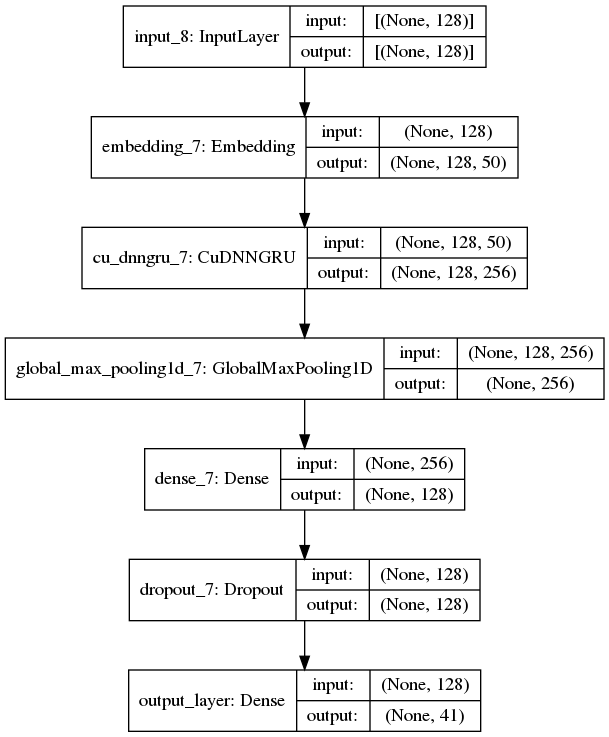 input_8: InputLayer input: [(None, 128)]
output: [(None, 128)]
embedding_7: Embedding input: (None, 128)
output: (None, 128, 50)
cu_dnngru_7: CuDNNGRU input: (None, 128, 50)
output: (None, 128, 256)
global_max_pooling1d_7: GlobalMaxPooling1D input: (None, 128, 256)
output: (None, 256)
dense_7: Dense input: (None, 256)
output: (None, 128)
dropout_7: Dropout input: (None, 128)
output: (None, 128)
output_layer: Dense input: (None, 128)
output: (None, 41)